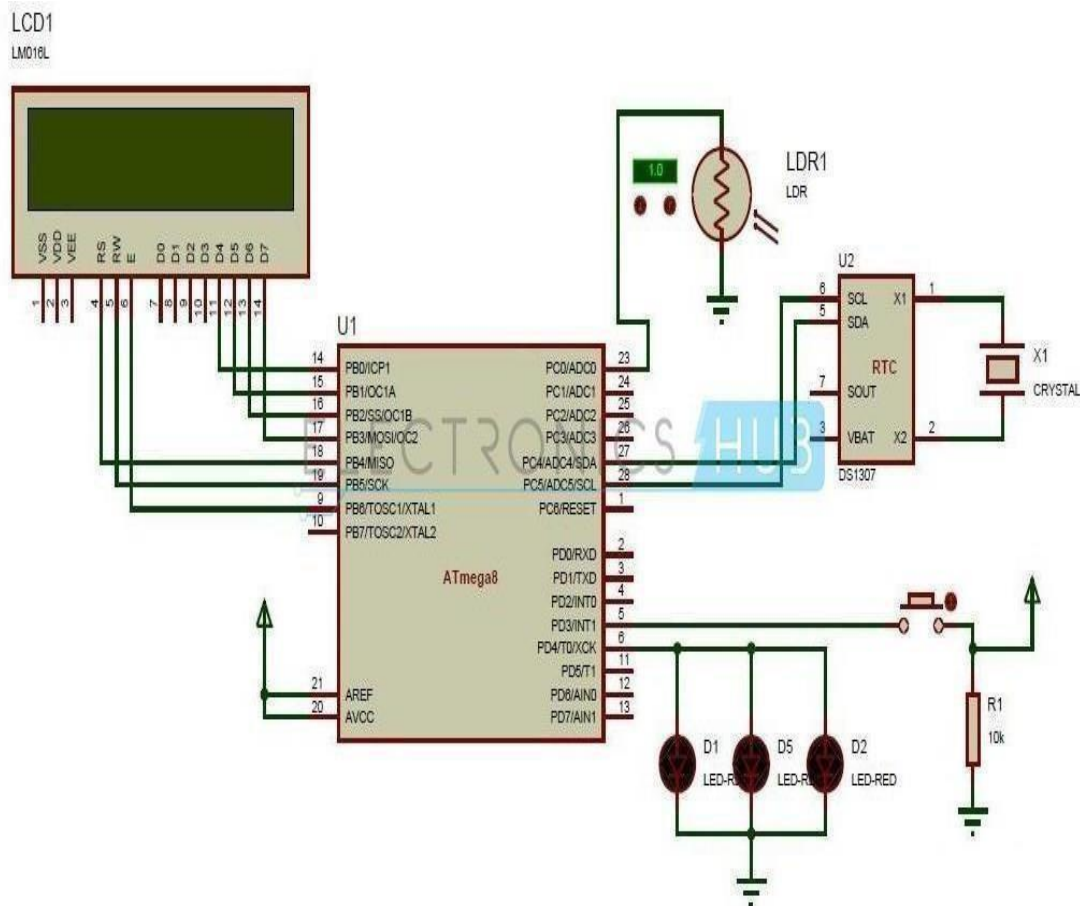 LCD1
LM016L
VSS
VDD
VEE
RS
RW
E
D0
D1
D2
D3
D4
D5
D6
D7
1
2
3
4
5
6
7
8
9
10
11
12
13
14
1.0
LDR1
LDR
U2
6 SCL X1 1
5 SDA
RTC
7 SOUT
3 VBAT X2 2
DS1307
X1
CRYSTAL
U1
14 PB0/ICP1 PC0/ADC0 23
15 PB1/OC1A PC1/ADC1 24
16 PB2/SS/OC1B PC2/ADC2 25
17 PB3/MOSI/OC2 PC3/ADC3 26
ELECTRONICS HUB
18 PB4/MISO PC4/ADC4/SDA 27
19 PB5/SCK PC5/ADC5/SCL 28
9 PB6/TOSC1/XTAL1 PC6/RESET 1
10 PB7/TOSC2/XTAL2
PD0/RXD 2
ATmega8
PD1/TXD 3
PD2/INT0 4
PD3/INT1 5
PD4/T0/XCK 6
PD5/T1 11
21 AREF PD6/AIN0 12
20 AVCC PD7/AIN1 13
R1
10k
D1
LED-RE
D5
LED-RE
D2
LED-RED